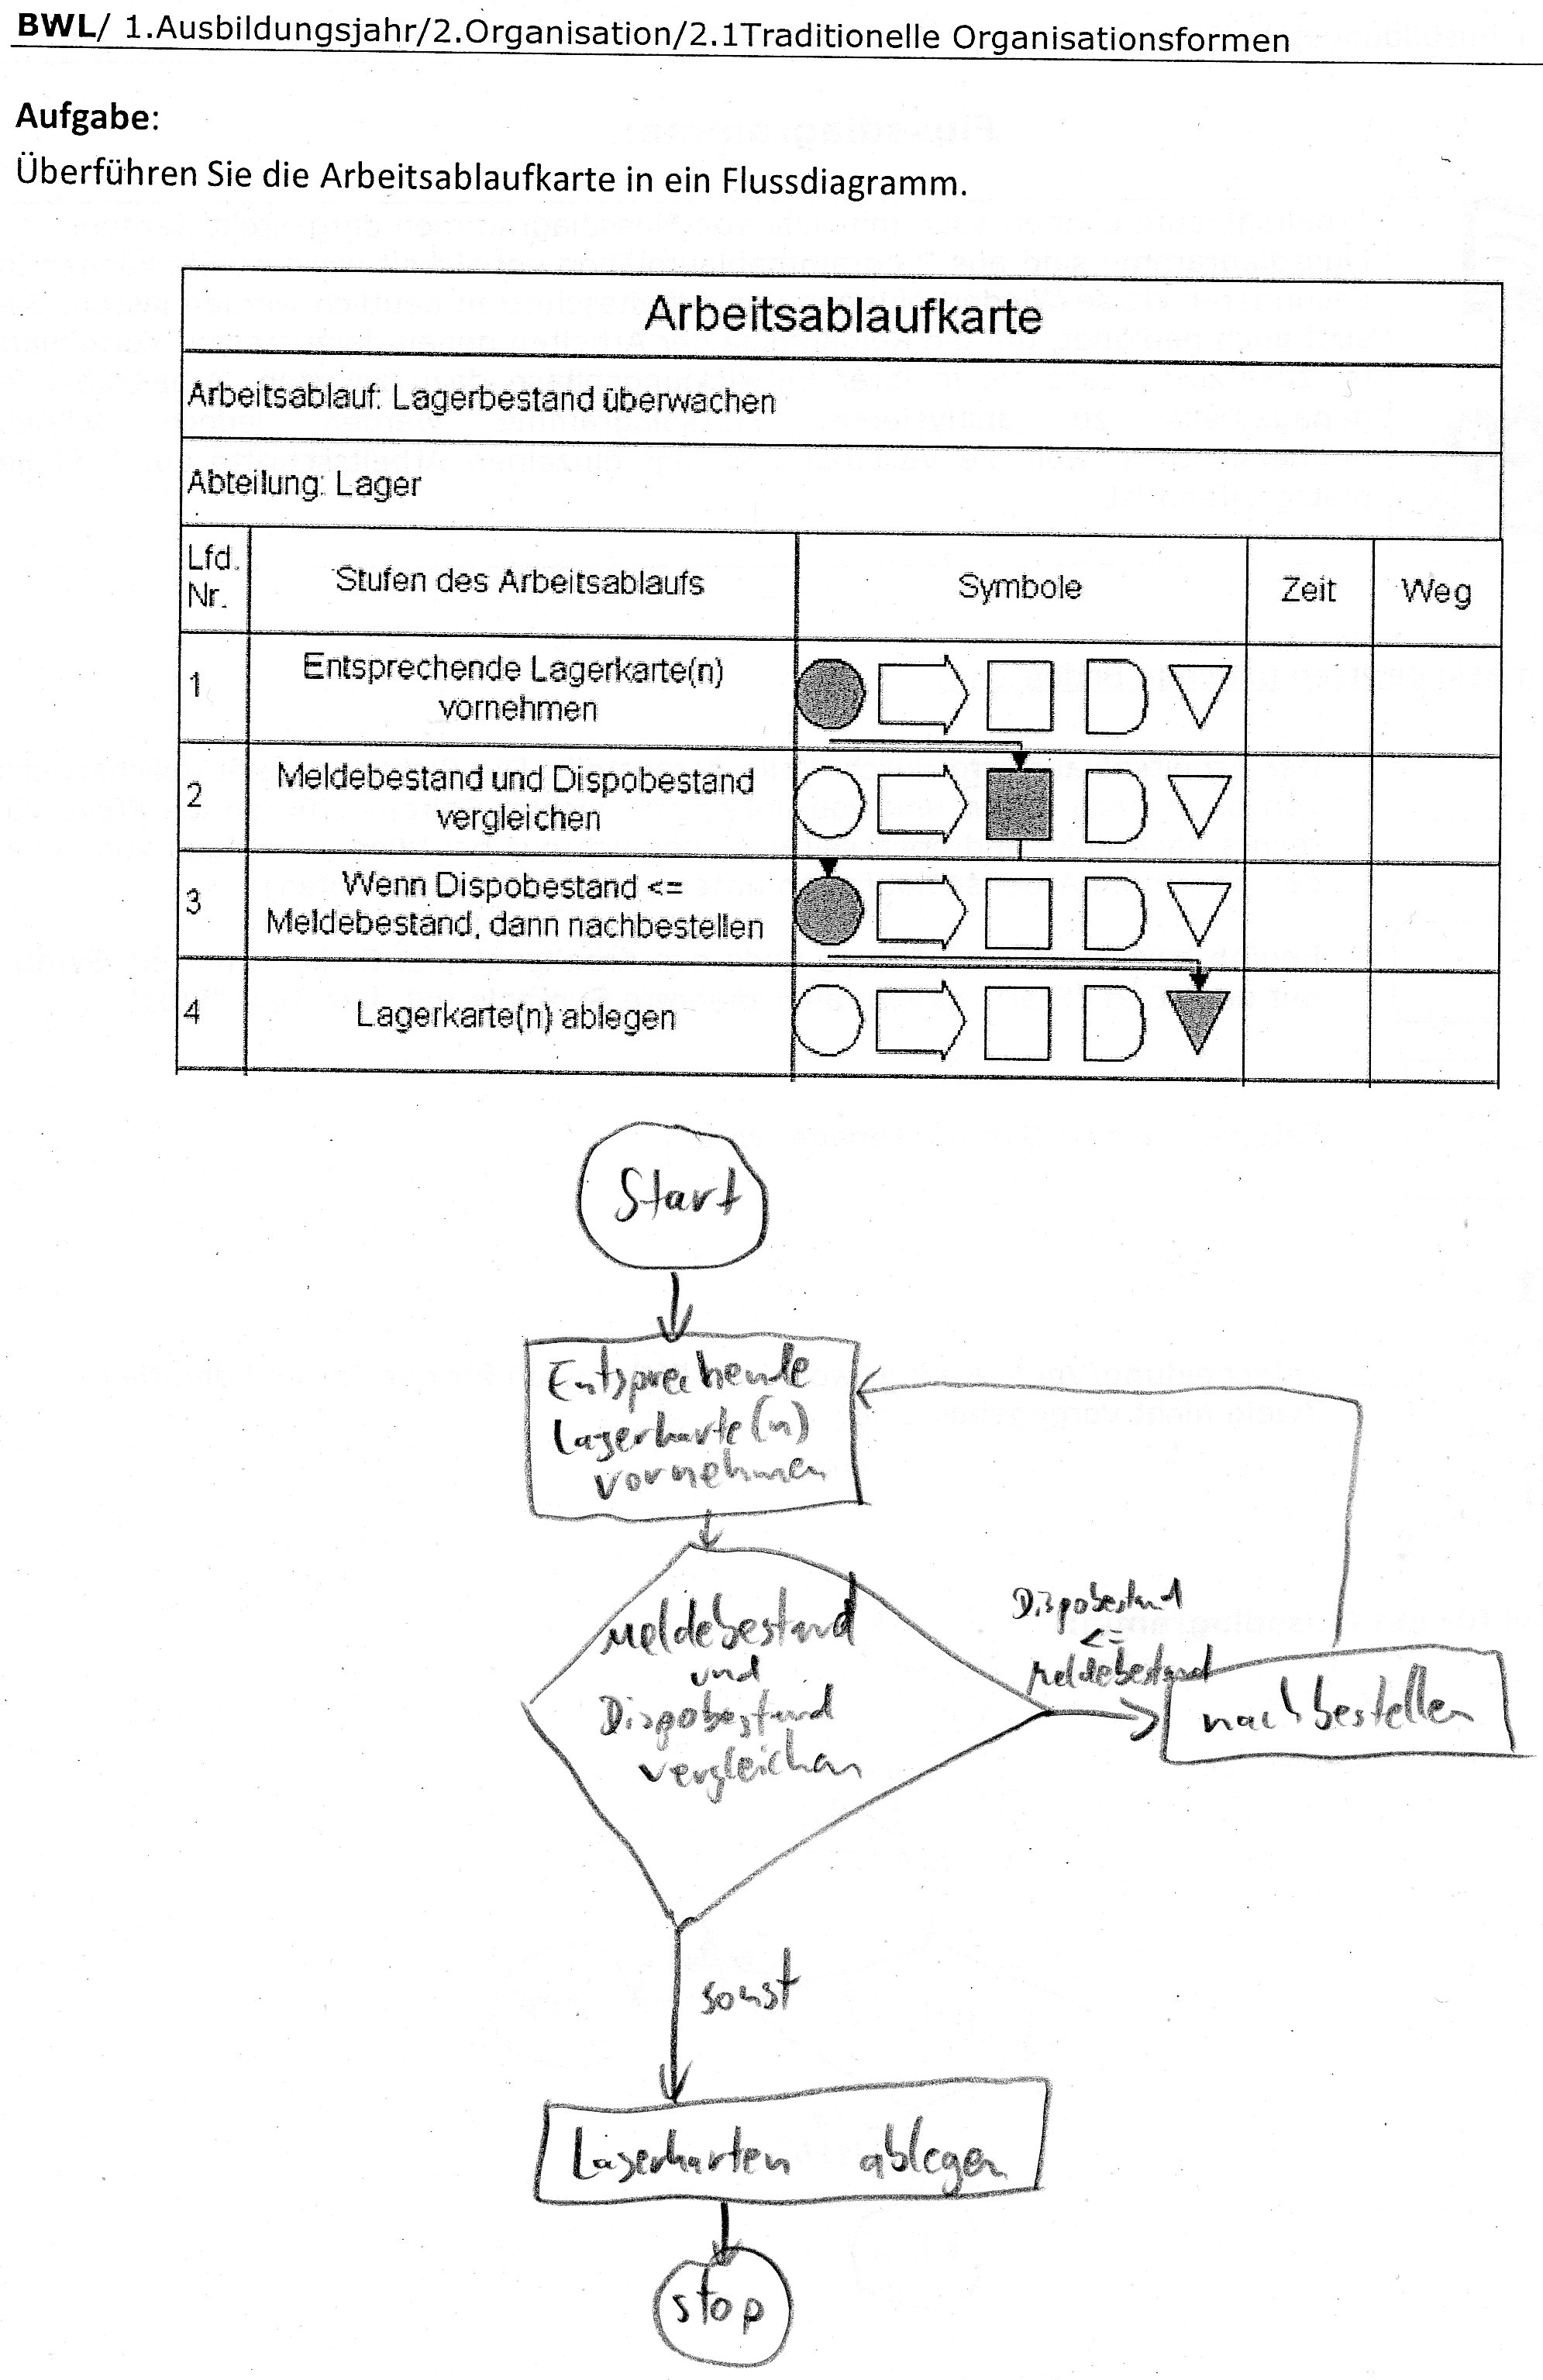 BWL/ 1.Ausbildungsjahr/2.Organisation/2.1Traditionelle Organisationsformen
Aufgabe:
Überführen Sie die Arbeitsablaufkarte in ein Flussdiagramm.
Arbeitsablaufkarte
Arbeitsablauf: Lagerbestand überwachen
Abteilung: Lager
Lfd.
Nr.
Stufen des Arbeitsablaufs
Symbole
Zeit
Weg
1
Entsprechende Lagerkarte(n)
vornehmen
2
Meldebestand und Dispobestand
vergleichen
3
Wenn Dispobestand <=
Meldebestand, dann nachbestellen
4
Lagerkarte(n) ablegen
Start
Entsprechende
Lagerkarte(n)
vornehmen
Meldebestand
und
Dispobestand
vergleichen
Dispobestand
<=
Meldebestand
nachbestellen
sonst
Lagerkarten ablegen
stop